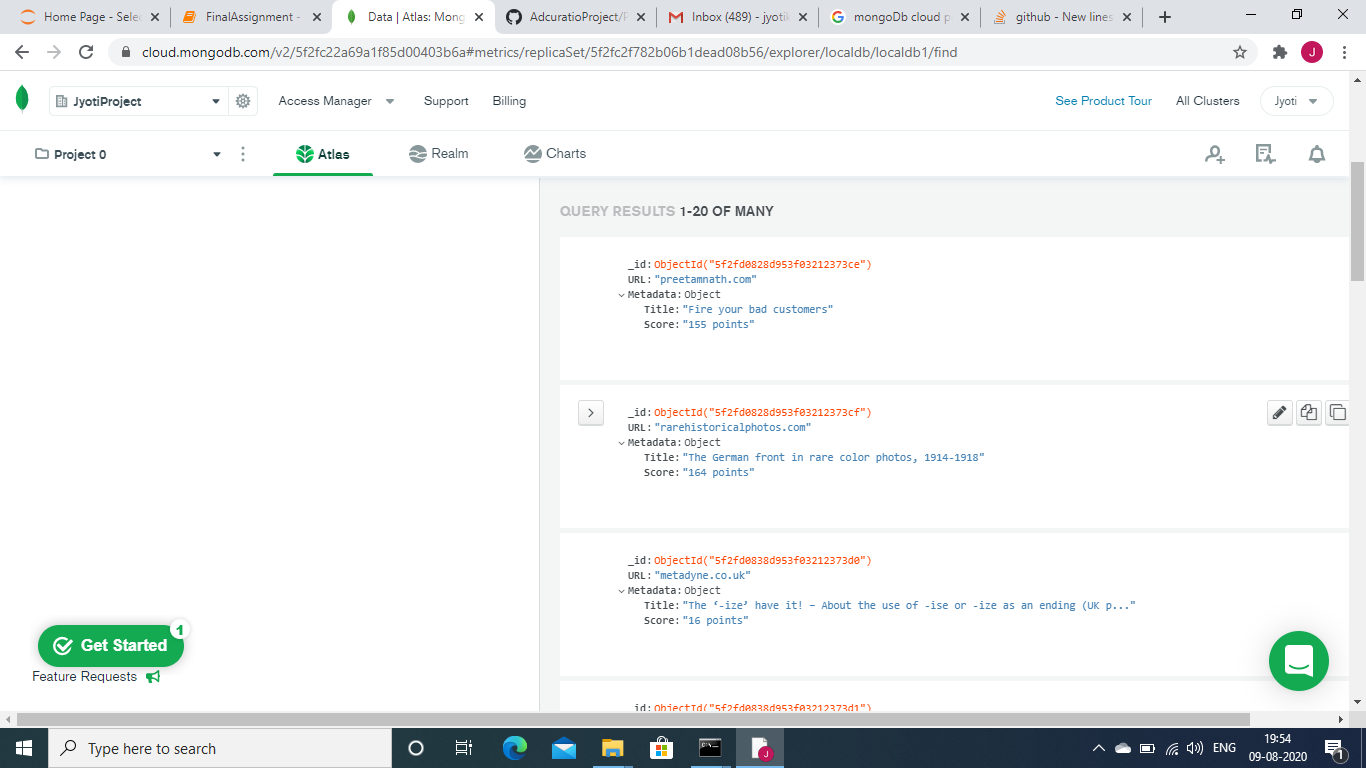 Home Page - Selec
FinalAssignment -
Data | Atlas: Mong
AdcuratioProject/P
Inbox (489) - jyotik
mongoDb cloud p
github - New lines
cloud.mongodb.com/v2/5f2fc22a69a1f85d00403b6a#metrics/replicaSet/5f2fc2f782b06b1dead08b56/explorer/localdb/localdb1/find
J
JyotiProject
Access Manager
Support
Billing
See Product Tour
All Clusters
Jyoti
Project 0
Atlas
Realm
Charts
QUERY RESULTS 1-20 OF MANY
_id: ObjectId("5f2fd0828d953f03212373ce")
URL: "preetamnath.com"
Metadata: Object
Title: "Fire your bad customers"
Score: "155 points"
_id: ObjectId("5f2fd0828d953f03212373cf")
URL: "rarehistoricalphotos.com"
Metadata: Object
Title: "The German front in rare color photos, 1914-1918"
Score: "164 points"
_id: ObjectId("5f2fd0838d953f03212373d0")
URL: "metadyne.co.uk"
Metadata: Object
Title: "The ‘-ize’ have it! – About the use of -ise or -ize as an ending (UK p..."
Score: "16 points"
_id: ObjectId("5f2fd0838d953f03212373d1")
Get Started
1
Feature Requests
Type here to search
J
ENG
19:54
09-08-2020
1